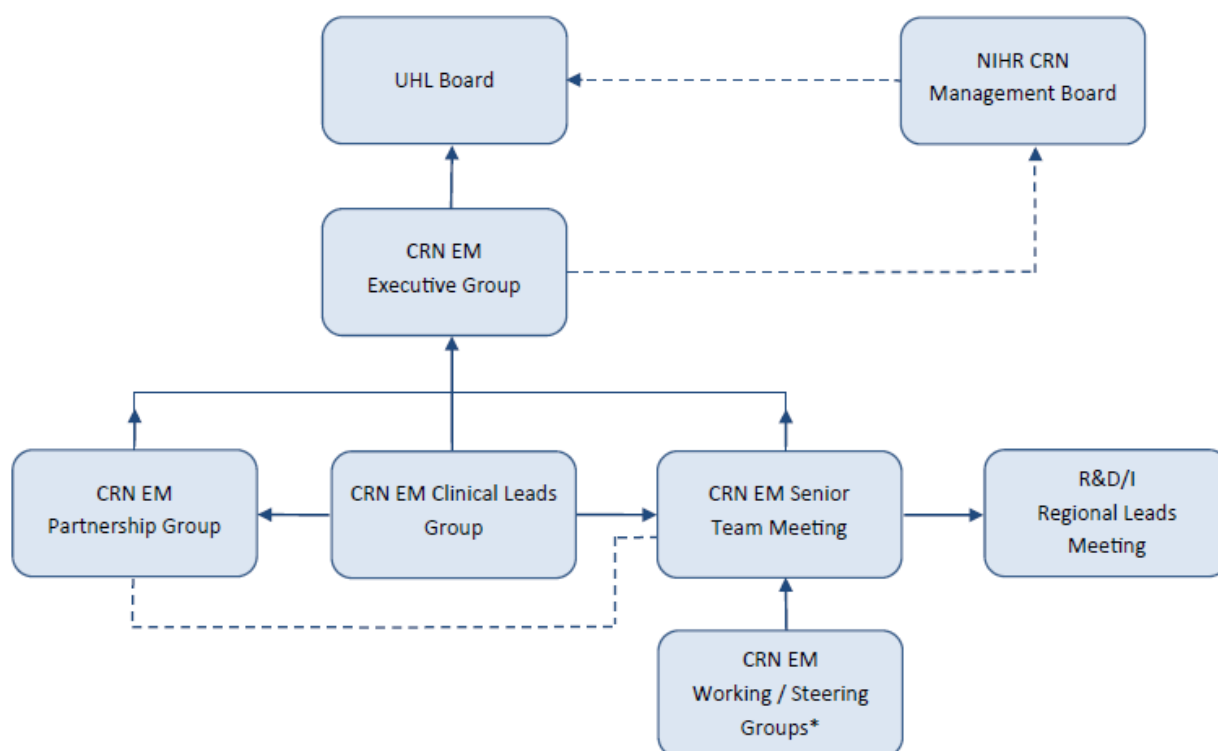 UHL Board
NIHR CRN
Management Board
CRN EM
Executive Group
CRN EM
Partnership Group
CRN EM Clinical Leads
Group
CRN EM Senior
Team Meeting
R&D/I
Regional Leads
Meeting
CRN EM
Working / Steering
Groups*